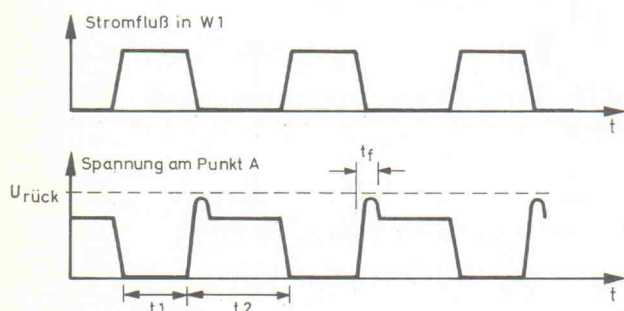 Stromfluß in W1
t
Spannung am Punkt A
tf
Urück
t1
t2
t